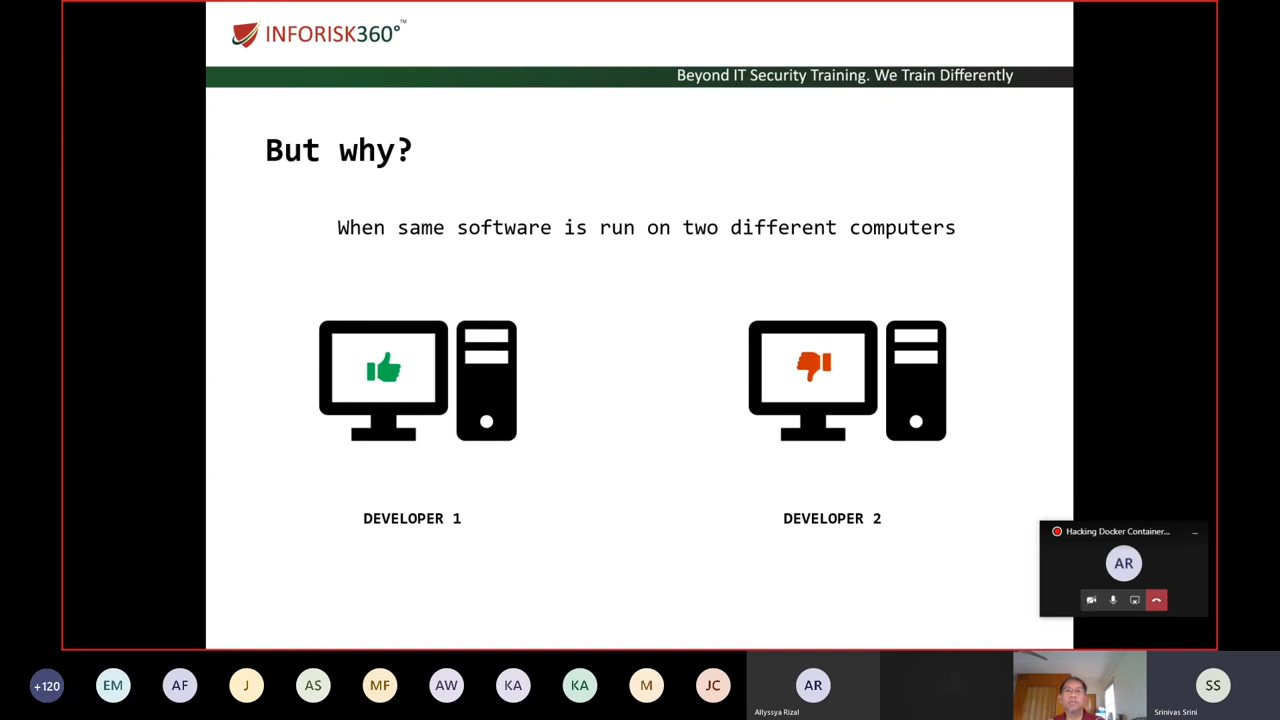 INFORISK360°™
Beyond IT Security Training. We Train Differently
But why?
When same software is run on two different computers
DEVELOPER 1
DEVELOPER 2
Hacking Docker Container...
AR
+120
EM
AF
J
AS
MF
AW
KA
KA
M
JC
AR
Allyssya Rizal
SS
Srinivas Srini